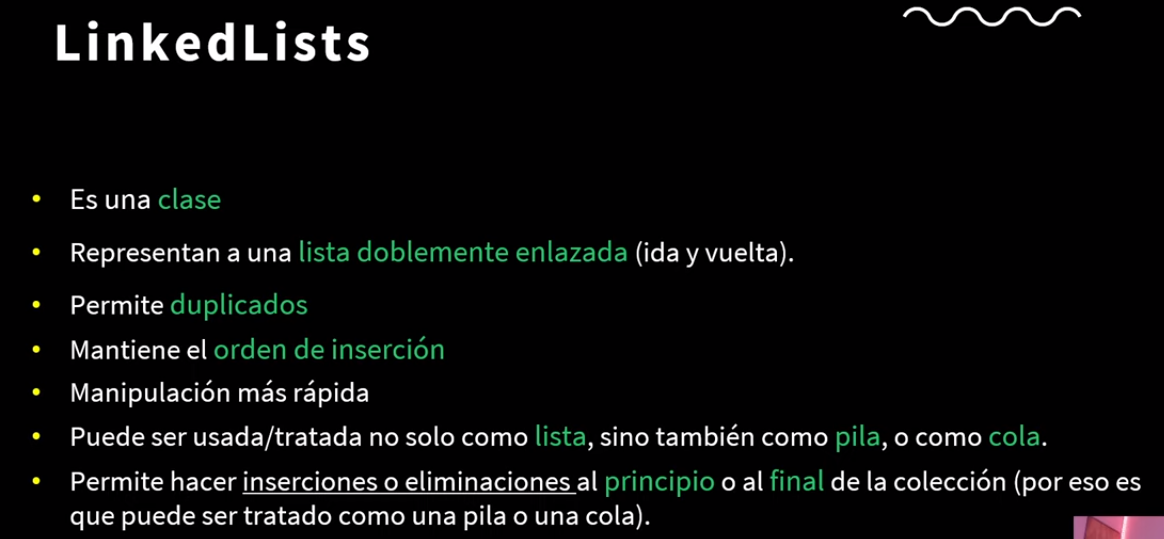 LinkedLists
• Es una clase
• Representan a una lista doblemente enlazada (ida y vuelta).
• Permite duplicados
• Mantiene el orden de inserción
• Manipulación más rápida
• Puede ser usada/tratada no solo como lista, sino también como pila, o como cola.
• Permite hacer inserciones o eliminaciones al principio o al final de la colección (por eso es
que puede ser tratado como una pila o una cola).